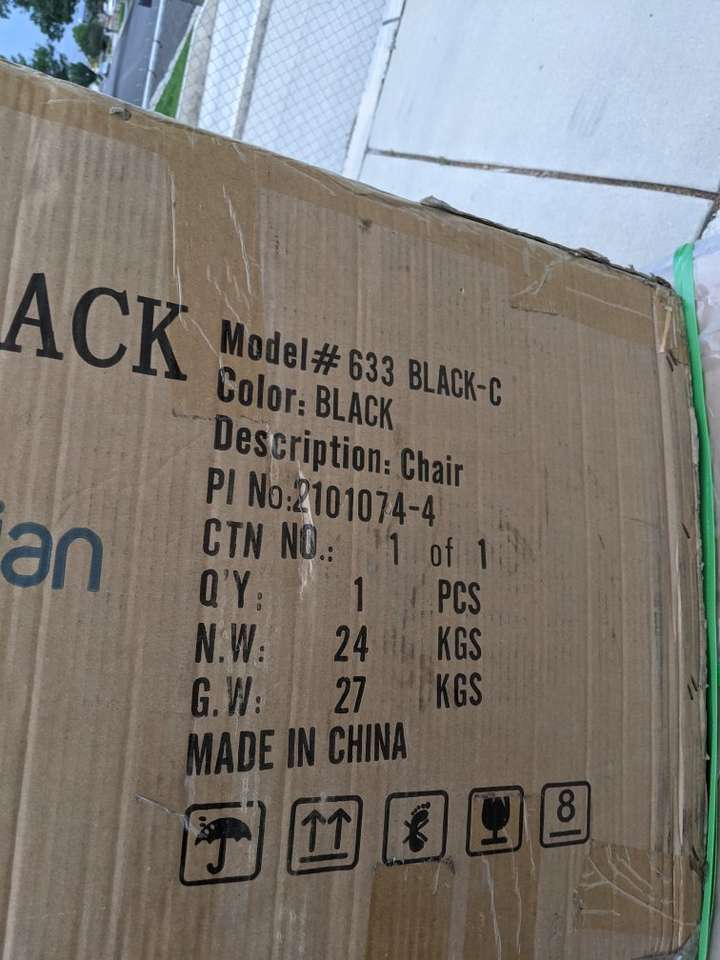 ACK
Model# 633 BLACK-C
Color: BLACK
Description: Chair
PI No:2101074-4
CTN NO.: 1 of 1
Q'Y: 1 PCS
N.W: 24 KGS
G.W: 27 KGS
ian
MADE IN CHINA
8